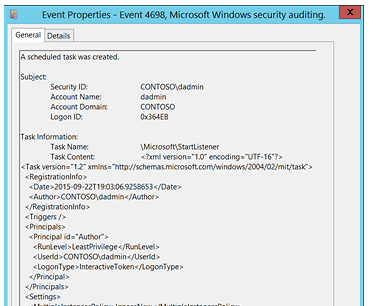 Event Properties - Event 4698, Microsoft Windows security auditing.
General Details
A scheduled task was created.
Subject:
Security ID: CONTOSO\dadmin
Account Name: dadmin
Account Domain: CONTOSO
Logon ID: 0x364EB
Task Information:
Task Name: \Microsoft\StartListener
Task Content: <?xml version="1.0" encoding="UTF-16"?>
<Task version="1.2" xmlns="http://schemas.microsoft.com/windows/2004/02/mit/task">
<RegistrationInfo>
<Date>2015-09-22T19:03:06.9258653</Date>
<Author>CONTOSO\dadmin</Author>
</RegistrationInfo>
<Triggers />
<Principals>
<Principal id="Author">
<RunLevel>LeastPrivilege</RunLevel>
<UserId>CONTOSO\dadmin</UserId>
<LogonType>InteractiveToken</LogonType>
</Principal>
</Principals>
<Settings>